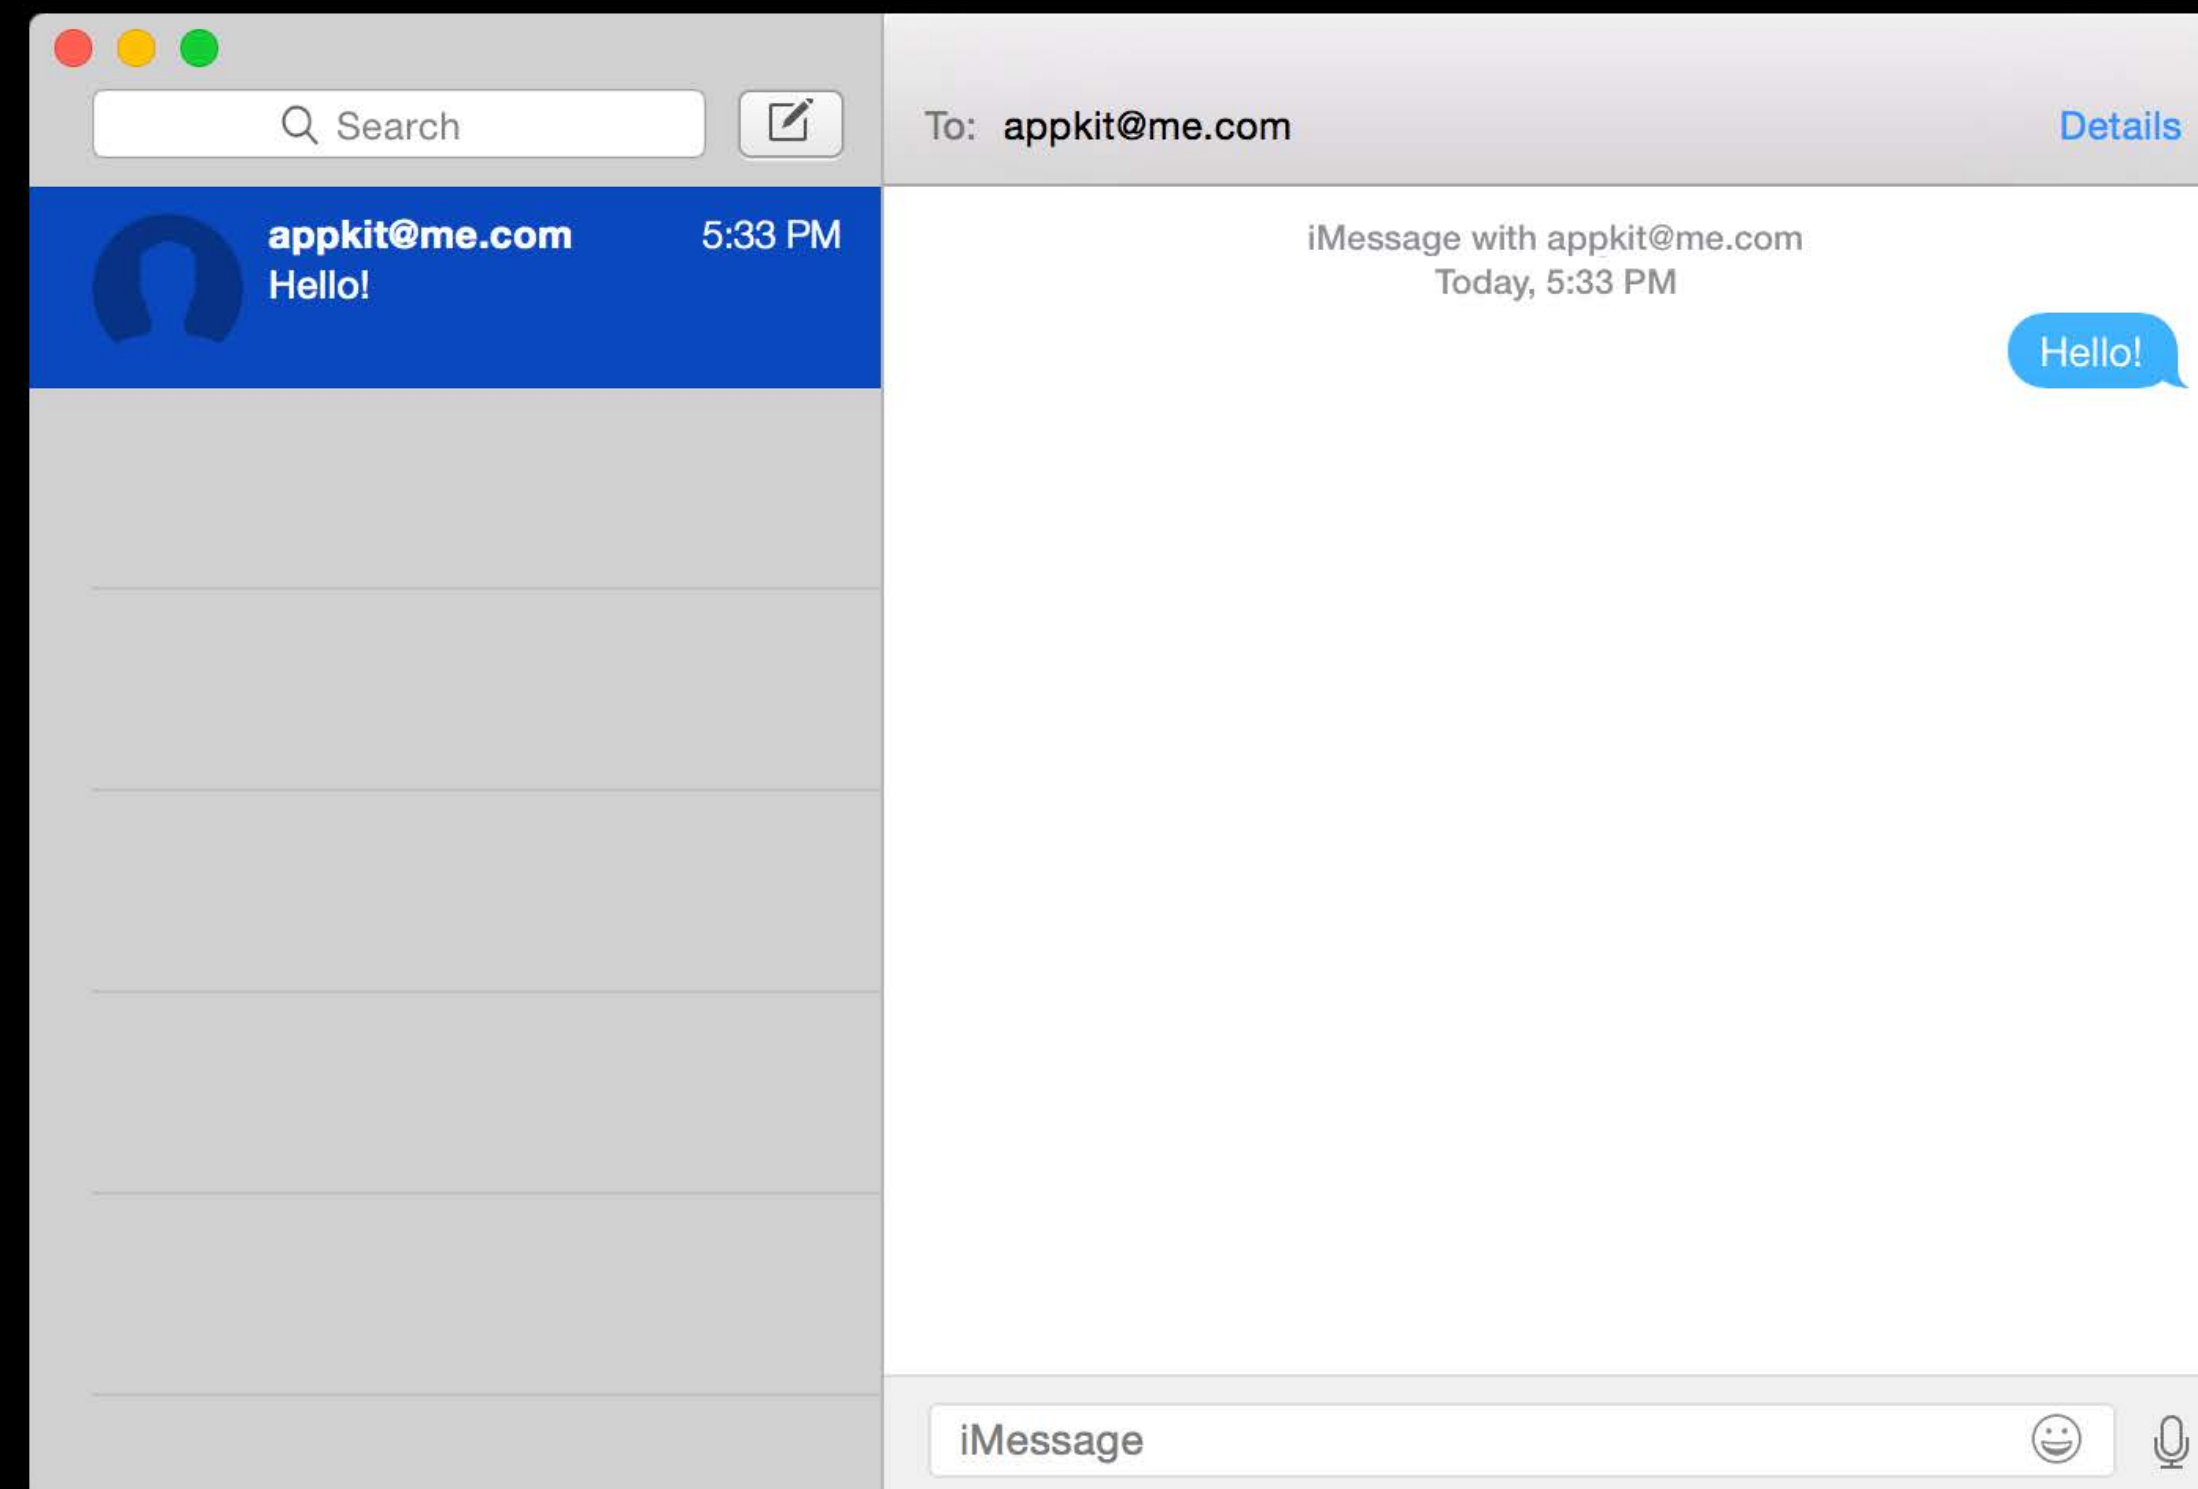 Search
To: appkit@me.com Details
appkit@me.com 5:33 PM
Hello!
iMessage with appkit@me.com
Today, 5:33 PM
Hello!
iMessage